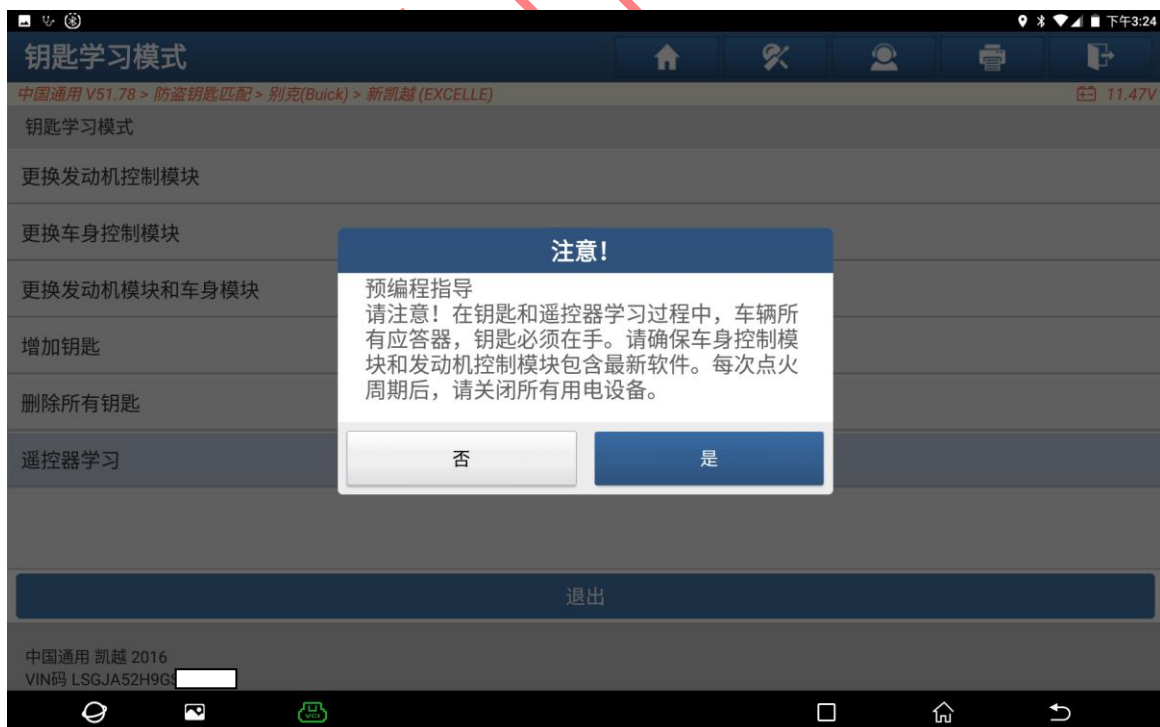 下午3:24
钥匙学习模式
中国通用 V51.78 > 防盗钥匙匹配 > 别克(Buick) > 新凯越 (EXCELLE)
11.47V
钥匙学习模式
更换发动机控制模块
更换车身控制模块
更换发动机模块和车身模块
增加钥匙
删除所有钥匙
遥控器学习
注意!
预编程指导
请注意!在钥匙和遥控器学习过程中，车辆所
有应答器，钥匙必须在手。请确保车身控制模
块和发动机控制模块包含最新软件。每次点火
周期后，请关闭所有用电设备。
否
是
退出
中国通用 凯越 2016
VIN码 LSGJA52H9GS
VCI